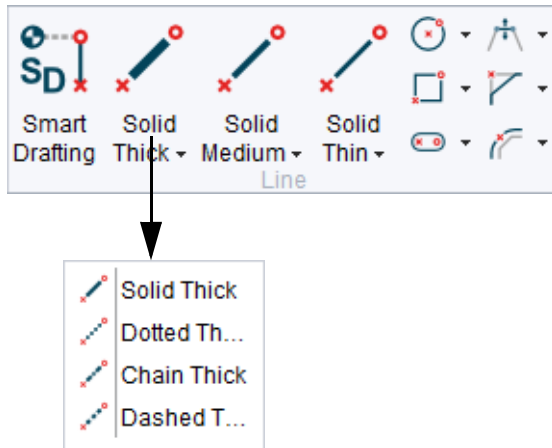 SD
Smart Drafting
Solid Thick
Solid Medium
Solid Thin
Line
Solid Thick
Dotted Th...
Chain Thick
Dashed T...